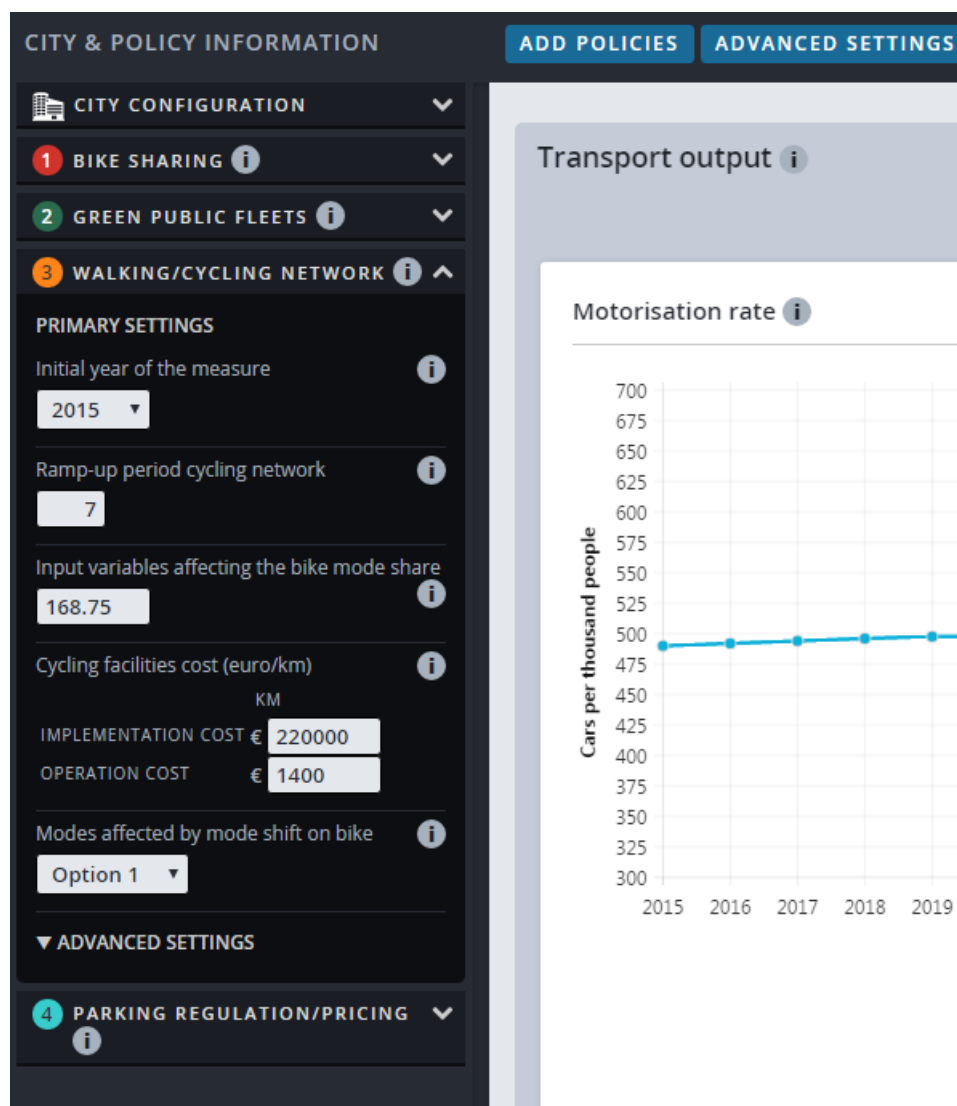 CITY & POLICY INFORMATION
ADD POLICIES
ADVANCED SETTINGS
CITY CONFIGURATION
1 BIKE SHARING i
2 GREEN PUBLIC FLEETS i
3 WALKING/CYCLING NETWORK i
PRIMARY SETTINGS
Initial year of the measure i
2015
Ramp-up period cycling network i
7
Input variables affecting the bike mode share i
168.75
Cycling facilities cost (euro/km) i
KM
IMPLEMENTATION COST € 220000
OPERATION COST € 1400
Modes affected by mode shift on bike i
Option 1
ADVANCED SETTINGS
4 PARKING REGULATION/PRICING i
Transport output i
Motorisation rate i
Cars per thousand people
700
675
650
625
600
575
550
525
500
475
450
425
400
375
350
325
300
2015 2016 2017 2018 2019